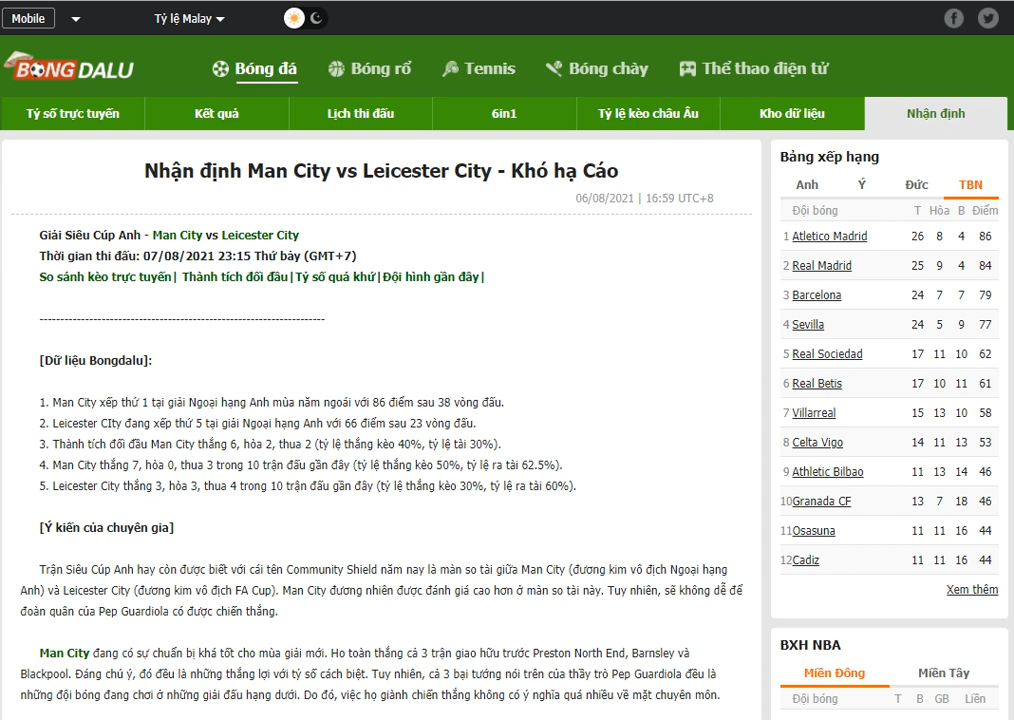 Mobile
Tỷ lệ Malay
BONGDALU
Bóng đá
Bóng rổ
Tennis
Bóng chày
Thể thao điện tử
Tỷ số trực tuyến
Kết quả
Lịch thi đấu
6in1
Tỷ lệ kèo châu Âu
Kho dữ liệu
Nhận định
Nhận định Man City vs Leicester City - Khó hạ Cáo
06/08/2021 | 16:59 UTC+8
Giải Siêu Cúp Anh - Man City vs Leicester City
Thời gian thi đấu: 07/08/2021 23:15 Thứ bảy (GMT+7)
So sánh kèo trực tuyến| Thành tích đối đầu|Tỷ số quá khứ|Đội hình gần đây|
--------------------------------------------------------------------
[Dữ liệu Bongdalu]:
1. Man City xếp thứ 1 tại giải Ngoại hạng Anh mùa năm ngoái với 86 điểm sau 38 vòng đấu.
2. Leicester CIty đang xếp thứ 5 tại giải Ngoại hạng Anh với 66 điểm sau 23 vòng đấu.
3. Thành tích đối đầu Man City thắng 6, hòa 2, thua 2 (tỷ lệ thắng kèo 40%, tỷ lệ tài 30%).
4. Man City thắng 7, hòa 0, thua 3 trong 10 trận đấu gần đây (tỷ lệ thắng kèo 50%, tỷ lệ ra tài 62.5%).
5. Leicester City thắng 3, hòa 3, thua 4 trong 10 trận đấu gần đây (tỷ lệ thắng kèo 30%, tỷ lệ ra tài 60%).
[Ý kiến của chuyên gia]
Trận Siêu Cúp Anh hay còn được biết với cái tên Community Shield năm nay là màn so tài giữa Man City (đương kim vô địch Ngoại hạng
Anh) và Leicester City (đương kim vô địch FA Cup). Man City đương nhiên được đánh giá cao hơn ở màn so tài này. Tuy nhiên, sẽ không dễ để
đoàn quân của Pep Guardiola có được chiến thắng.
Man City đang có sự chuẩn bị khá tốt cho mùa giải mới. Họ toàn thắng cả 3 trận giao hữu trước Preston North End, Barnsley và
Blackpool. Đáng chú ý, đó đều là những thắng lợi với tỷ số cách biệt. Tuy nhiên, cả 3 bại tướng nói trên của thầy trò Pep Guardiola đều là
những đội bóng đang chơi ở những giải đấu hạng dưới. Do đó, việc họ giành chiến thắng không có ý nghĩa quá nhiều về mặt chuyên môn.
Bảng xếp hạng
Anh Ý Đức TBN
Đội bóng T Hòa B Điểm
1 Atletico Madrid 26 8 4 86
2 Real Madrid 25 9 4 84
3 Barcelona 24 7 7 79
4 Sevilla 24 5 9 77
5 Real Sociedad 17 11 10 62
6 Real Betis 17 10 11 61
7 Villarreal 15 13 10 58
8 Celta Vigo 14 11 13 53
9 Athletic Bilbao 11 13 14 46
10 Granada CF 13 7 18 46
11 Osasuna 11 11 16 44
12 Cadiz 11 11 16 44
Xem thêm
BXH NBA
Miền Đông Miền Tây
Đội bóng T B GB Liền